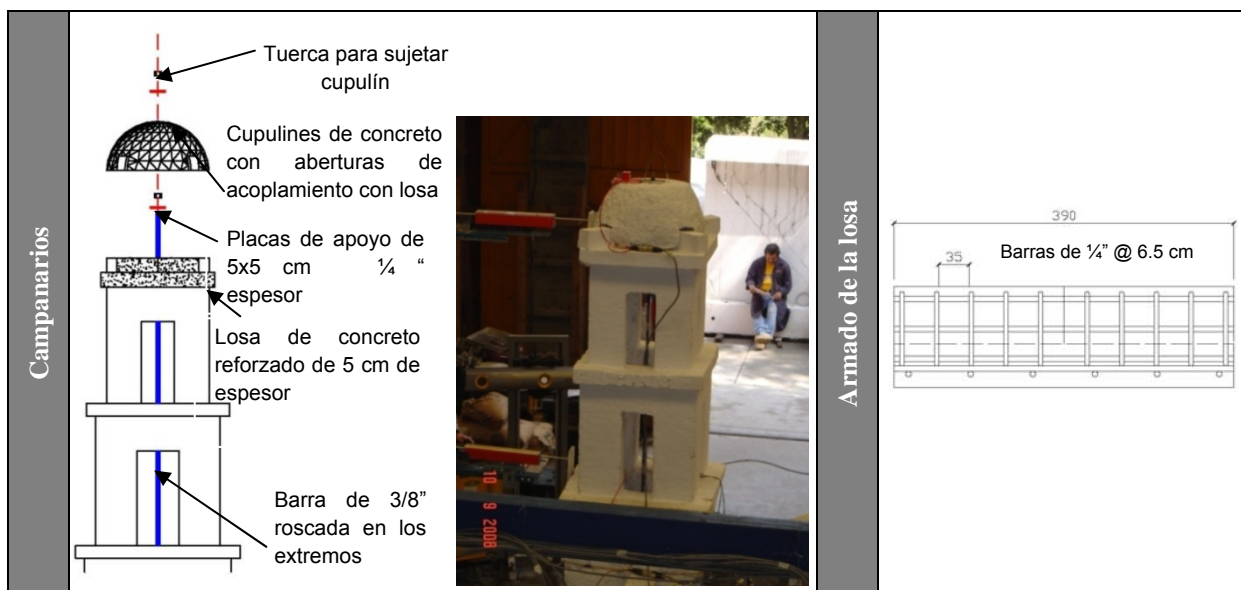 Campanarios
Tuerca para sujetar
cupulín
Cupulines de concreto
con aberturas de
acoplamiento con losa
Placas de apoyo de
5x5 cm ¼ “
espesor
Losa de concreto
reforzado de 5 cm de
espesor
Barra de 3/8”
roscada en los
extremos
10 9 2008
Armado de la losa
390
Barras de ¼” @ 6.5 cm
35